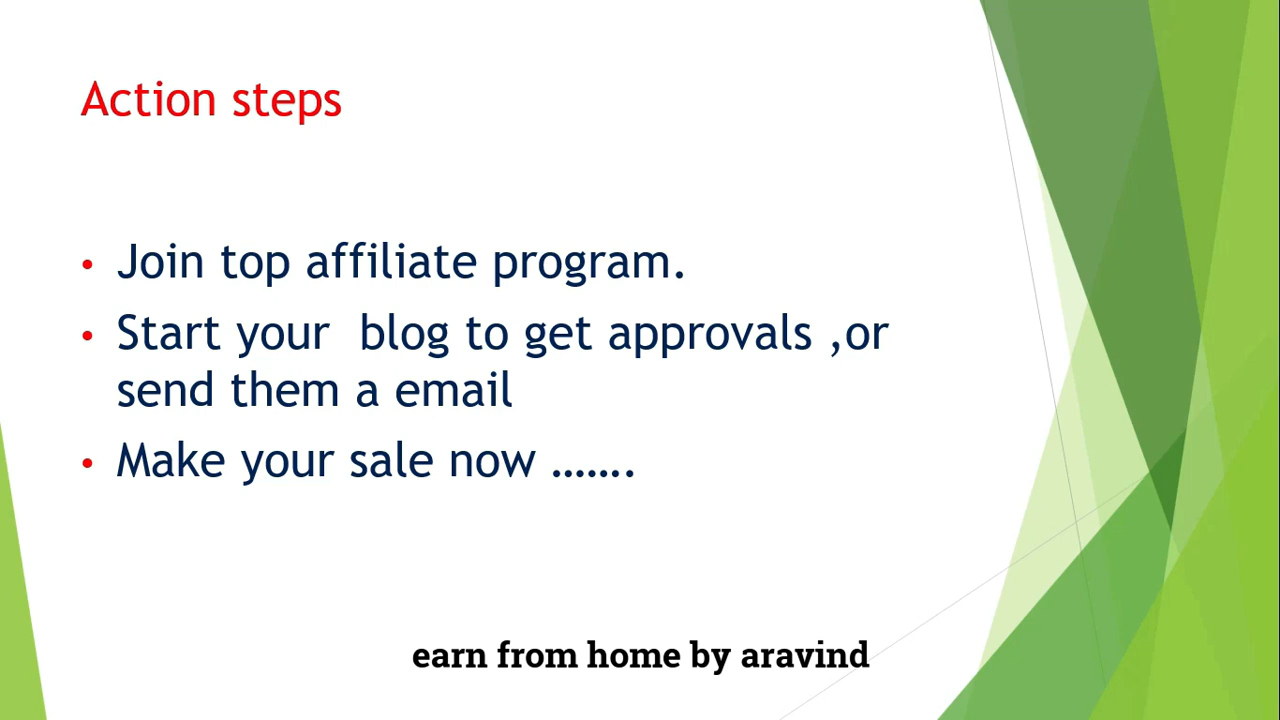 Action steps
• Join top affiliate program.
• Start your  blog to get approvals ,or
send them a email
• Make your sale now …….
earn from home by aravind